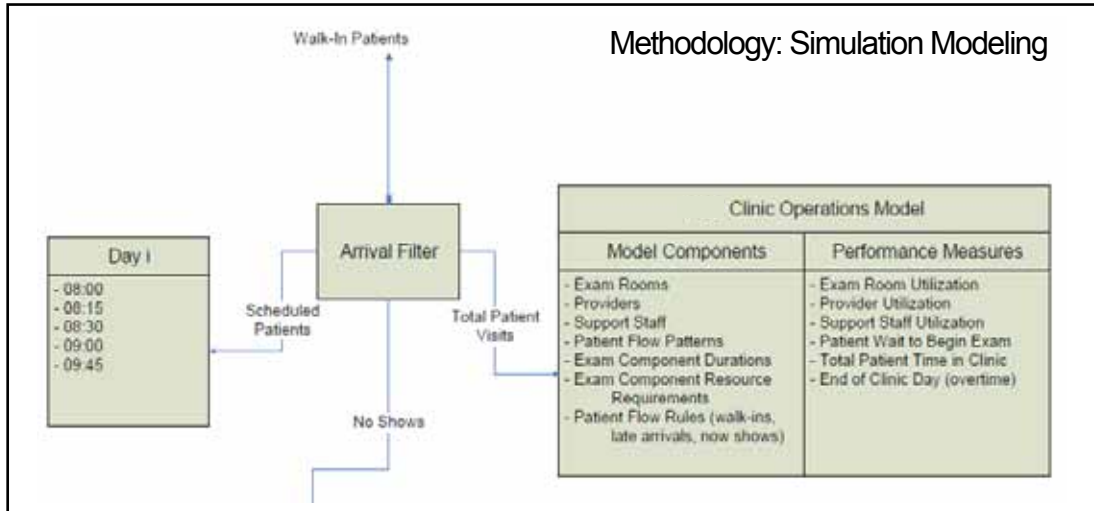 Methodology: Simulation Modeling
Walk-In Patients
Arrival Filter
Day i
- 08:00
- 08:15
- 08:30
- 09:00
- 09:45
Scheduled
Patients
Total Patient
Visits
No Shows
Clinic Operations Model
Model Components
- Exam Rooms
- Providers
- Support Staff
- Patient Flow Patterns
- Exam Component Durations
- Exam Component Resource
Requirements
- Patient Flow Rules (walk-ins,
late arrivals, now shows)
Performance Measures
- Exam Room Utilization
- Provider Utilization
- Support Staff Utilization
- Patient Wait to Begin Exam
- Total Patient Time in Clinic
- End of Clinic Day (overtime)